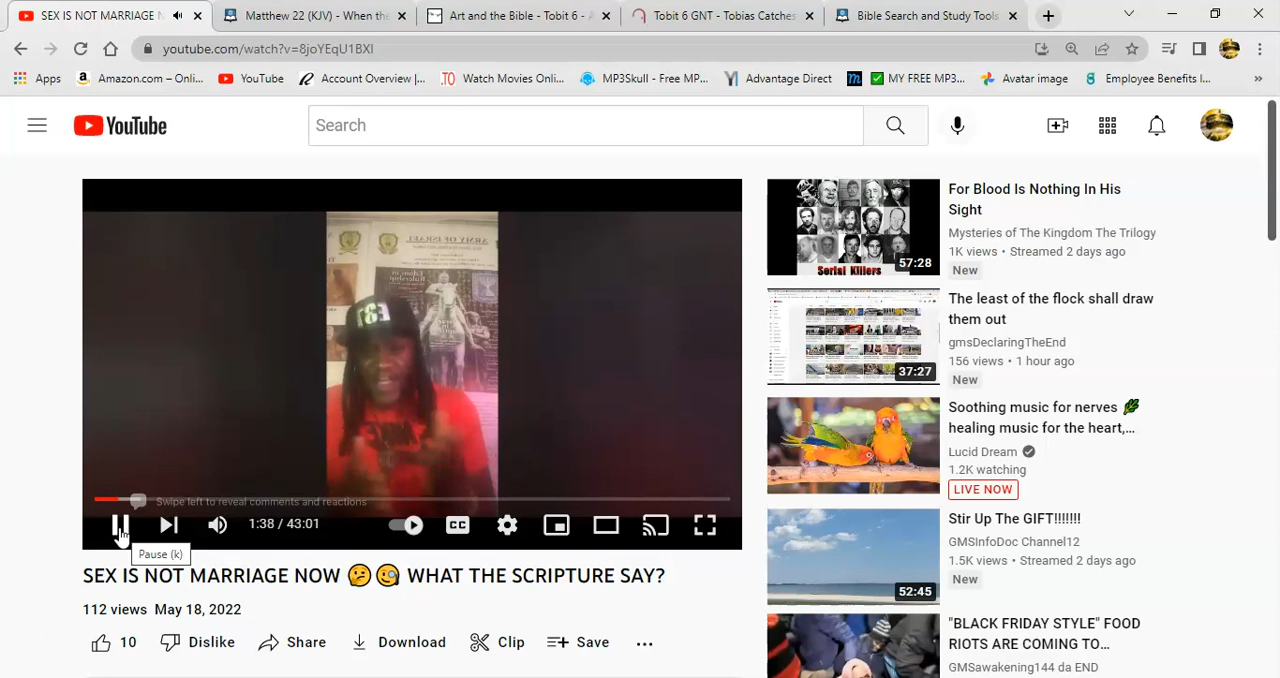 SEX IS NOT MARRIAGE N
Matthew 22 (KJV) - When the
Art and the Bible - Tobit 6 - A
Tobit 6 GNT - Tobias Catches
Bible Search and Study Tools
youtube.com/watch?v=8joYEqU1BXI
Apps
Amazon.com – Onli...
YouTube
Account Overview |...
Watch Movies Onli...
MP3Skull - Free MP...
Advantage Direct
MY FREE MP3...
Avatar image
Employee Benefits I...
YouTube
Search
ARMY OF ISRAEL
Swipe left to reveal comments and reactions
1:38 / 43:01
CC
Pause (k)
SEX IS NOT MARRIAGE NOW 🤔🧐 WHAT THE SCRIPTURE SAY?
112 views May 18, 2022
10
Dislike
Share
Download
Clip
Save
Serial Killers
57:28
For Blood Is Nothing In His
Sight
Mysteries of The Kingdom The Trilogy
1K views • Streamed 2 days ago
New
37:27
The least of the flock shall draw
them out
gmsDeclaringTheEnd
156 views • 1 hour ago
New
Soothing music for nerves 🌿
healing music for the heart,...
Lucid Dream
1.2K watching
LIVE NOW
52:45
Stir Up The GIFT!!!!!!!
GMSInfoDoc Channel12
1.5K views • Streamed 2 days ago
New
"BLACK FRIDAY STYLE" FOOD
RIOTS ARE COMING TO...
GMSawakening144 da END